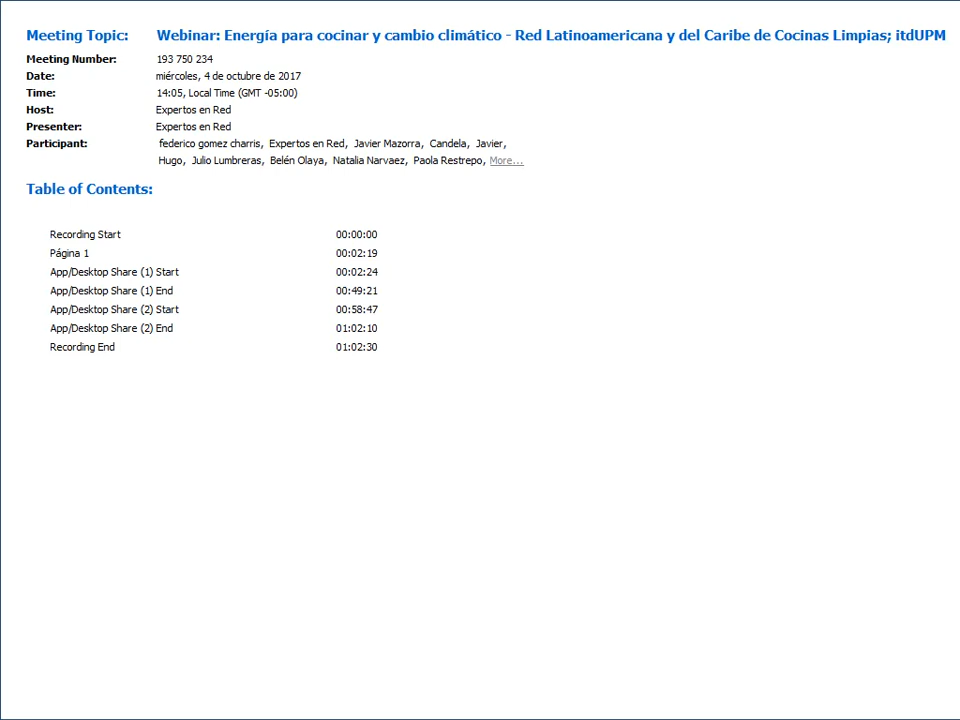 Meeting Topic: Webinar: Energía para cocinar y cambio climático - Red Latinoamericana y del Caribe de Cocinas Limpias; itdUPM
Meeting Number: 193 750 234
Date: miércoles, 4 de octubre de 2017
Time: 14:05, Local Time (GMT -05:00)
Host: Expertos en Red
Presenter: Expertos en Red
Participant: federico gomez charris, Expertos en Red, Javier Mazorra, Candela, Javier,
Hugo, Julio Lumbreras, Belén Olaya, Natalia Narvaez, Paola Restrepo, More...
Table of Contents:
Recording Start 00:00:00
Página 1 00:02:19
App/Desktop Share (1) Start 00:02:24
App/Desktop Share (1) End 00:49:21
App/Desktop Share (2) Start 00:58:47
App/Desktop Share (2) End 01:02:10
Recording End 01:02:30